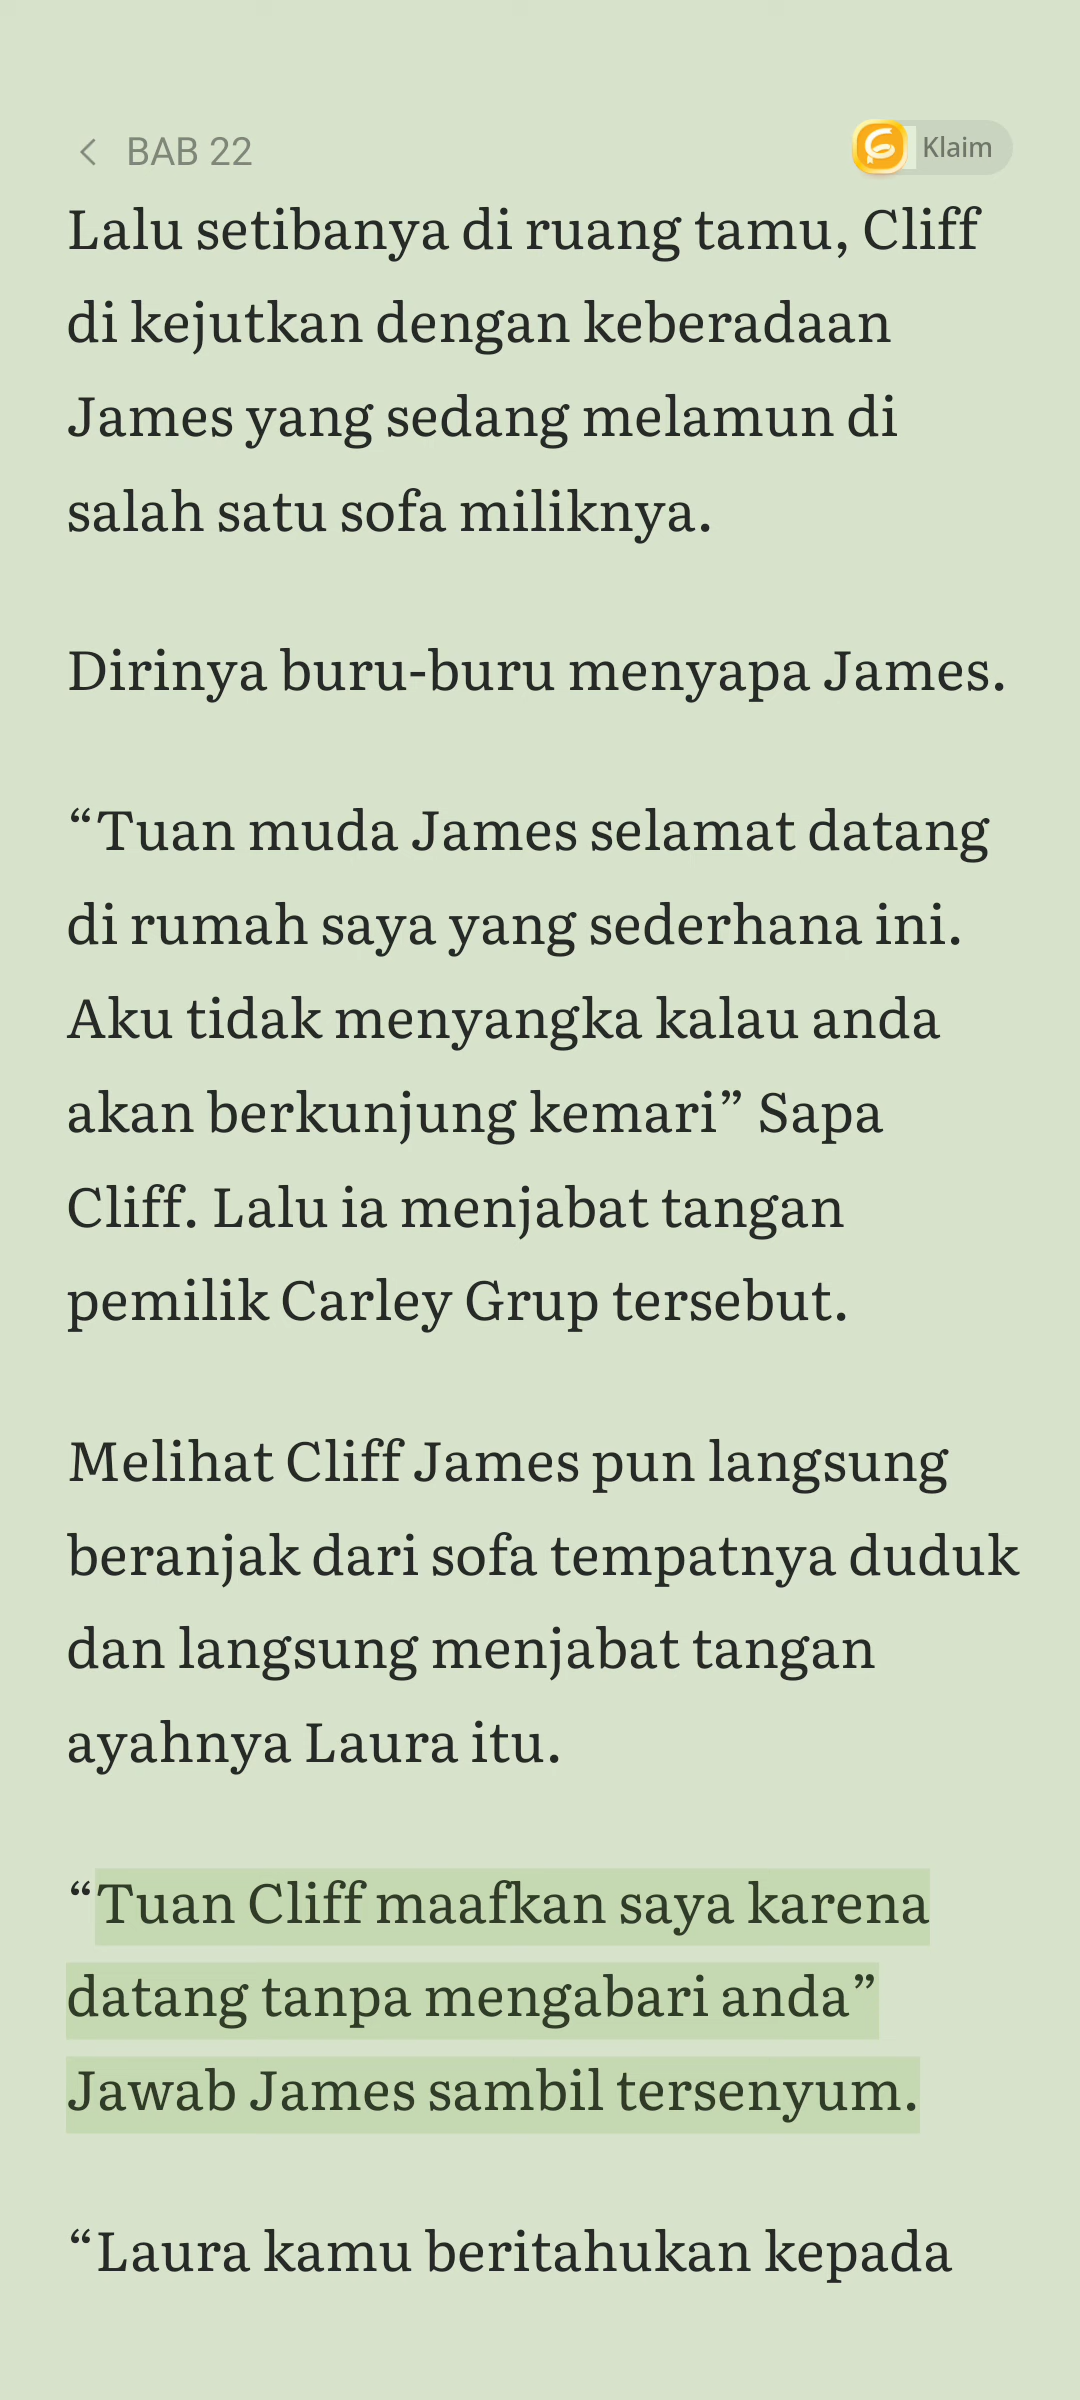 BAB 22
Klaim
Lalu setibanya di ruang tamu, Cliff
di kejutkan dengan keberadaan
James yang sedang melamun di
salah satu sofa miliknya.
Dirinya buru-buru menyapa James.
“Tuan muda James selamat datang
di rumah saya yang sederhana ini.
Aku tidak menyangka kalau anda
akan berkunjung kemari” Sapa
Cliff. Lalu ia menjabat tangan
pemilik Carley Grup tersebut.
Melihat Cliff James pun langsung
beranjak dari sofa tempatnya duduk
dan langsung menjabat tangan
ayahnya Laura itu.
“Tuan Cliff maafkan saya karena
datang tanpa mengabari anda”
Jawab James sambil tersenyum.
“Laura kamu beritahukan kepada